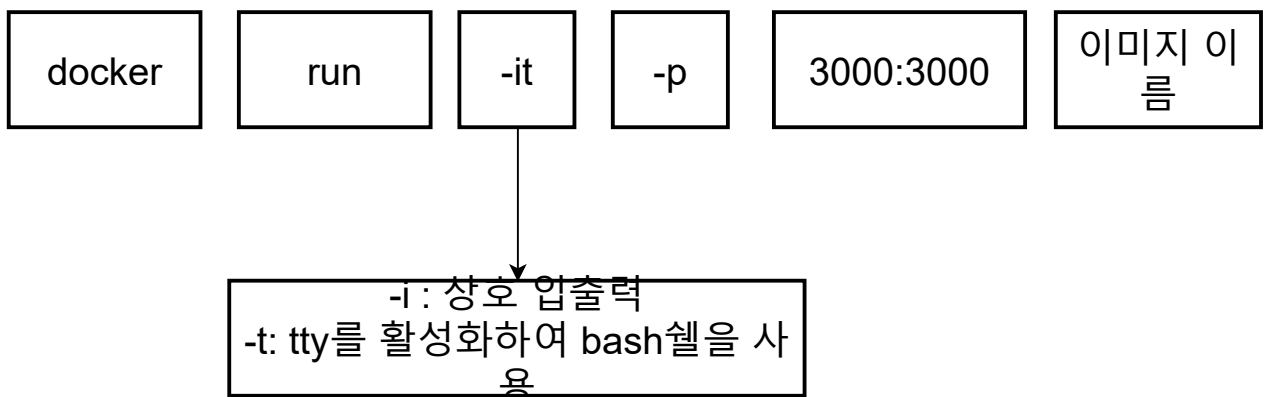 docker
run
-it
-p
3000:3000
이미지 이
름
-i : 상호 입출력
-t: tty를 활성화하여 bash쉘을 사
용